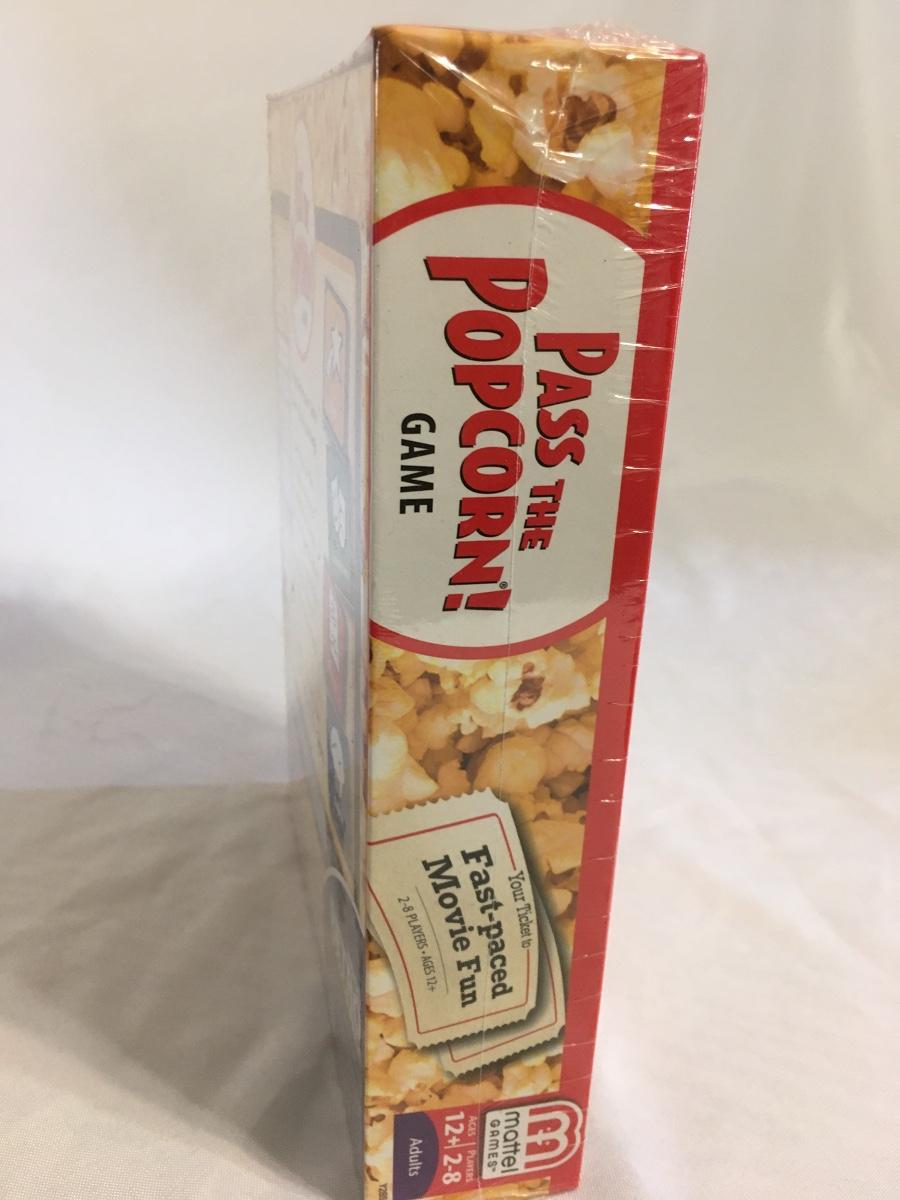 PASS THE
POPCORN!®
GAME
Your Ticket to
Fast-paced
Movie Fun
2-8 PLAYERS • AGES 12+
mattel
GAMES™
AGES PLAYERS
12+ 2-8
Adults